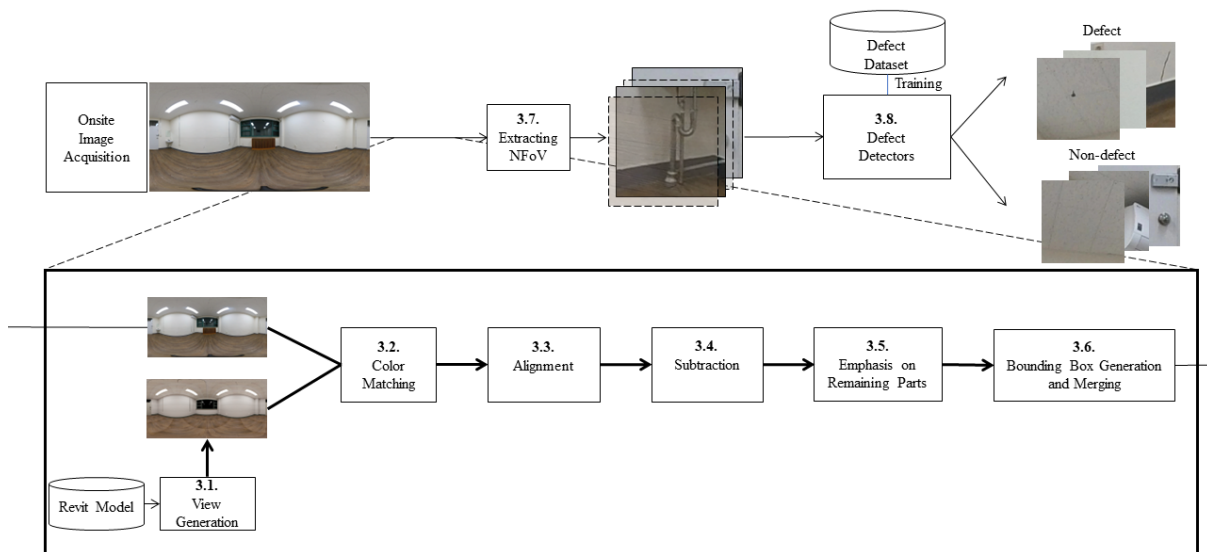 Onsite
Image
Acquisition
3.7.
Extracting
NFoV
Defect
Dataset
Training
3.8.
Defect
Detectors
Defect
Non-defect
3.1.
View
Generation
Revit Model
3.2.
Color
Matching
3.3.
Alignment
3.4.
Subtraction
3.5.
Emphasis on
Remaining Parts
3.6.
Bounding Box Generation
and Merging